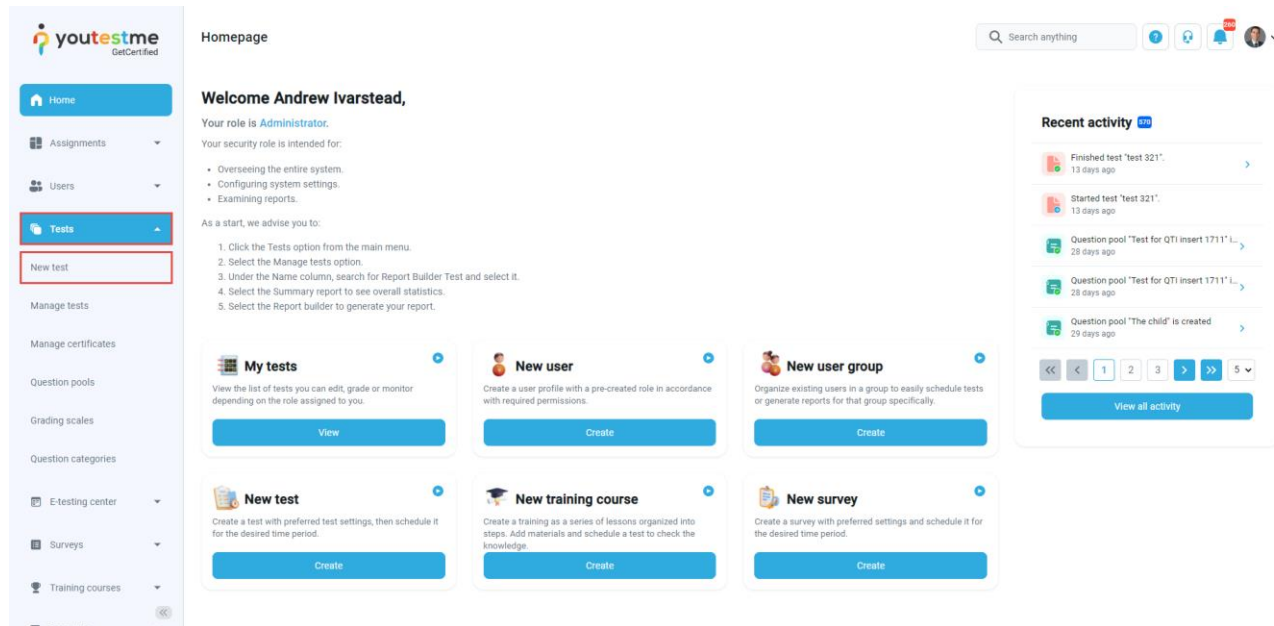 youtestme
GetCertified
Homepage
Search anything
260
Home
Assignments
Users
Tests
New test
Manage tests
Manage certificates
Question pools
Grading scales
Question categories
E-testing center
Surveys
Training courses
Welcome Andrew Ivarstead,
Your role is Administrator.
Your security role is intended for:
• Overseeing the entire system.
• Configuring system settings.
• Examining reports.
As a start, we advise you to:
1. Click the Tests option from the main menu.
2. Select the Manage tests option.
3. Under the Name column, search for Report Builder Test and select it.
4. Select the Summary report to see overall statistics.
5. Select the Report builder to generate your report.
My tests
View the list of tests you can edit, grade or monitor
depending on the role assigned to you.
View
New user
Create a user profile with a pre-created role in accordance
with required permissions.
Create
New user group
Organize existing users in a group to easily schedule tests
or generate reports for that group specifically.
Create
New test
Create a test with preferred test settings, then schedule it
for the desired time period.
Create
New training course
Create a training as a series of lessons organized into
steps. Add materials and schedule a test to check the
knowledge.
Create
New survey
Create a survey with preferred settings and schedule it for
the desired time period.
Create
Recent activity 570
Finished test "test 321".
13 days ago
Started test "test 321".
13 days ago
Question pool "Test for QTI insert 1711" i...
28 days ago
Question pool "Test for QTI insert 1711" i...
28 days ago
Question pool "The child" is created
29 days ago
1 2 3 5
View all activity